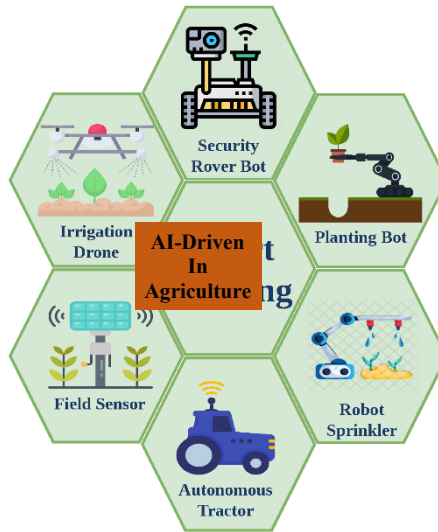 Security
Rover Bot
Irrigation
Drone
Planting Bot
AI-Driven
In
Agriculture
Field Sensor
Robot
Sprinkler
Autonomous
Tractor